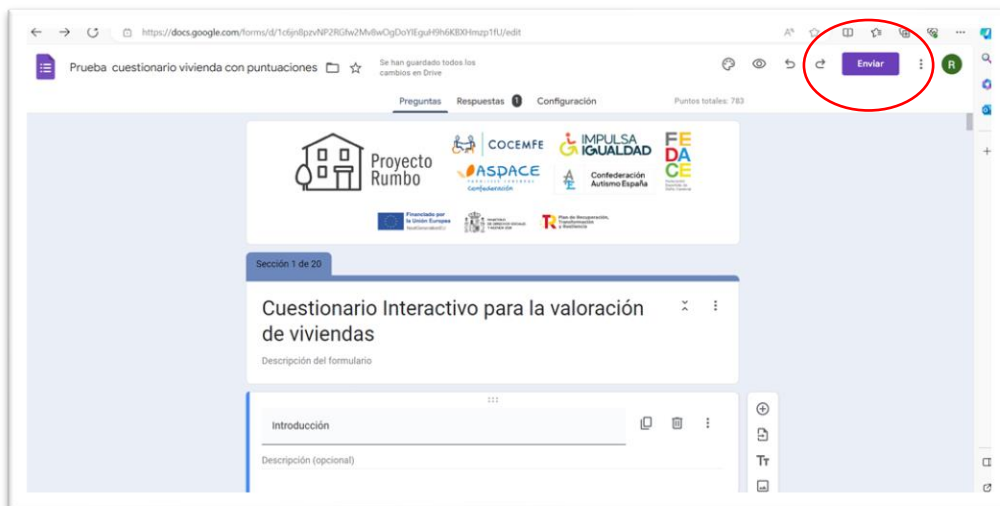 https://docs.google.com/forms/d/1c6jn8pzvNP2RGfw2Mv8wOgDoYlEguH9h6KBXHmzp1fU/edit
Prueba cuestionario vivienda con puntuaciones
Se han guardado todos los
cambios en Drive
Enviar
R
Preguntas Respuestas 1 Configuración Puntos totales: 783
Proyecto
Rumbo
COCEMFE
IMPULSA
IGUALDAD
FE
DA
CE
ASPACE
Confederación
Confederación
Autismo España
Financiado por
la Unión Europea
NextGenerationEU
Plan de Recuperación,
Transformación
y Resiliencia
Sección 1 de 20
Cuestionario Interactivo para la valoración
de viviendas
Descripción del formulario
Introducción
Descripción (opcional)
Tт